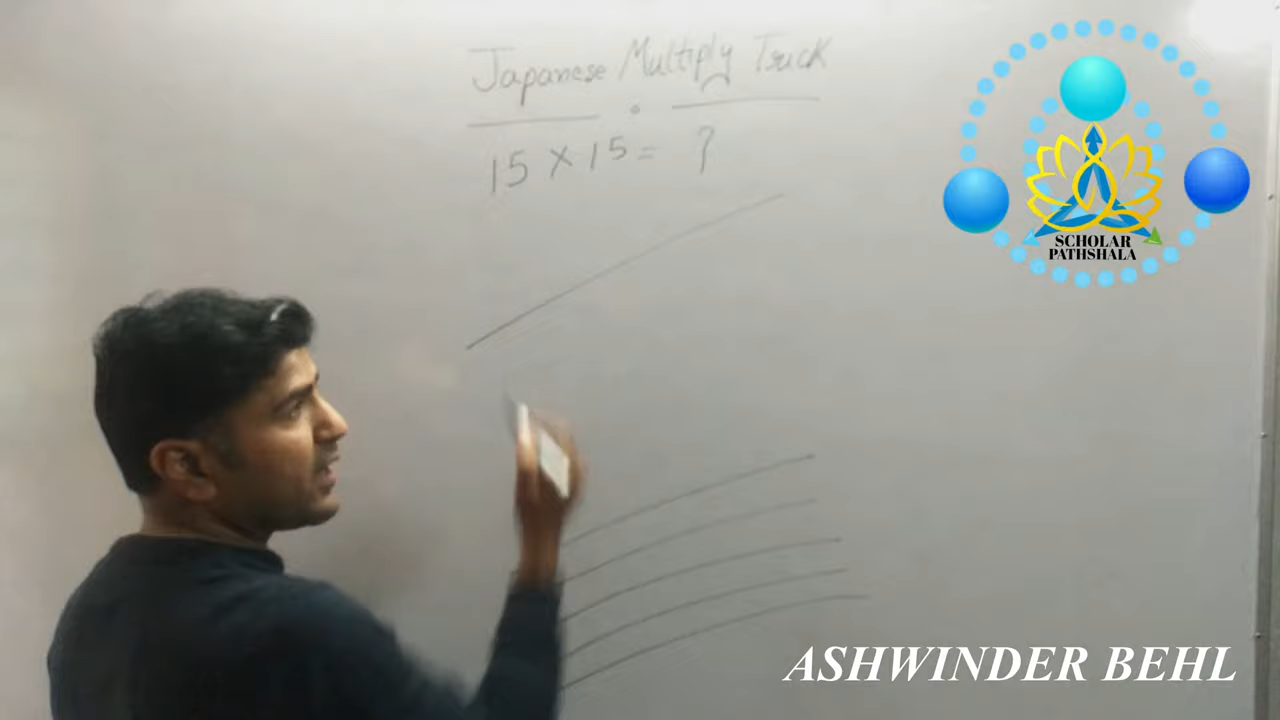 Japanese Multiply Trick
15 × 15 = ?
SCHOLAR
PATHSHALA
ASHWINDER BEHL